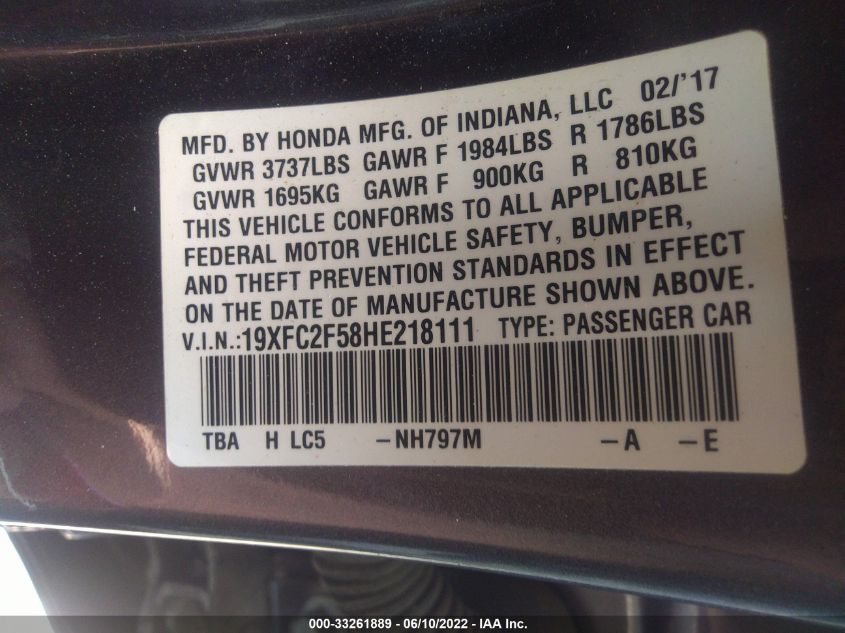 MFD. BY HONDA MFG. OF INDIANA, LLC 02/'17
GVWR 3737LBS GAWR F 1984LBS R 1786LBS
GVWR 1695KG GAWR F 900KG R 810KG
THIS VEHICLE CONFORMS TO ALL APPLICABLE
FEDERAL MOTOR VEHICLE SAFETY, BUMPER,
AND THEFT PREVENTION STANDARDS IN EFFECT
ON THE DATE OF MANUFACTURE SHOWN ABOVE.
V.I.N.:19XFC2F58HE218111 TYPE: PASSENGER CAR
TBA H LC5 -NH797M -A -E
000-33261889 - 06/10/2022 - IAA Inc.